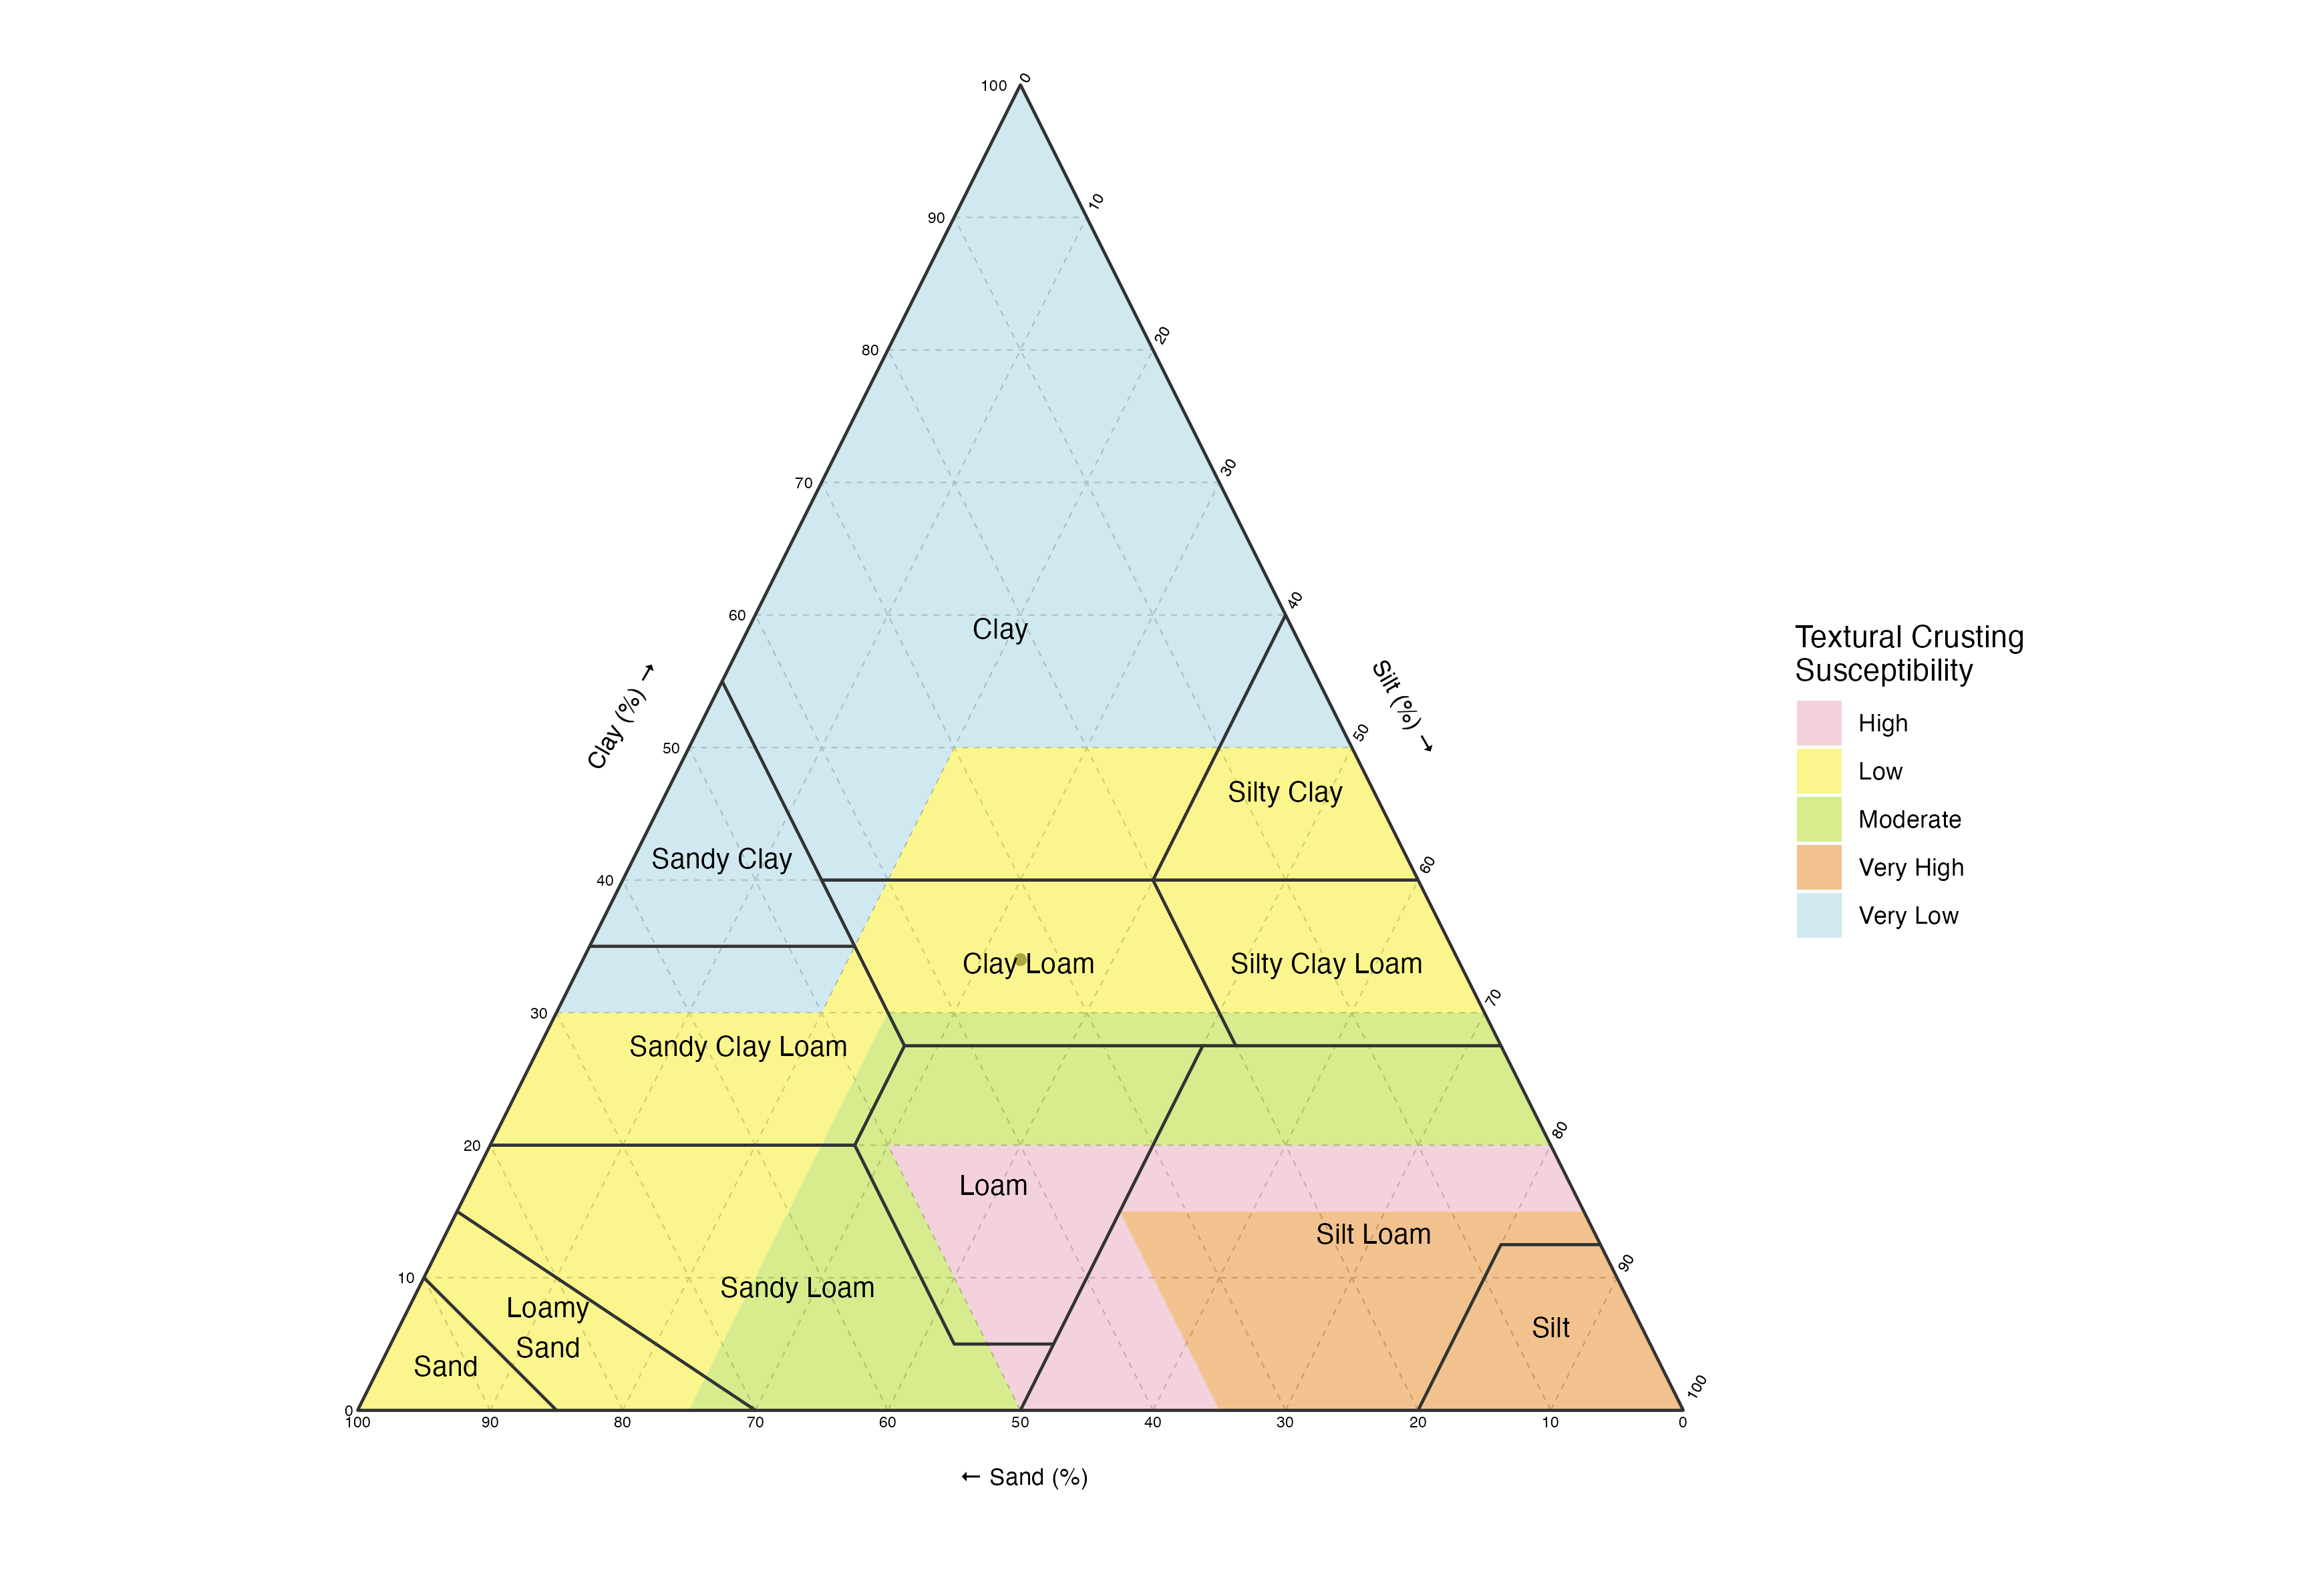 100
0
90
10
80
20
70
30
60
40
Clay
Clay (%) →
Silt (%) →
50
50
Textural Crusting
Susceptibility
High
Low
Moderate
Very High
Very Low
Silty Clay
Sandy Clay
40
60
Clay Loam
Silty Clay Loam
30
70
Sandy Clay Loam
20
80
Loam
Silt Loam
10
90
Sandy Loam
Loamy
Sand
Silt
Sand
0
100
100 90 80 70 60 50 40 30 20 10 0
← Sand (%)